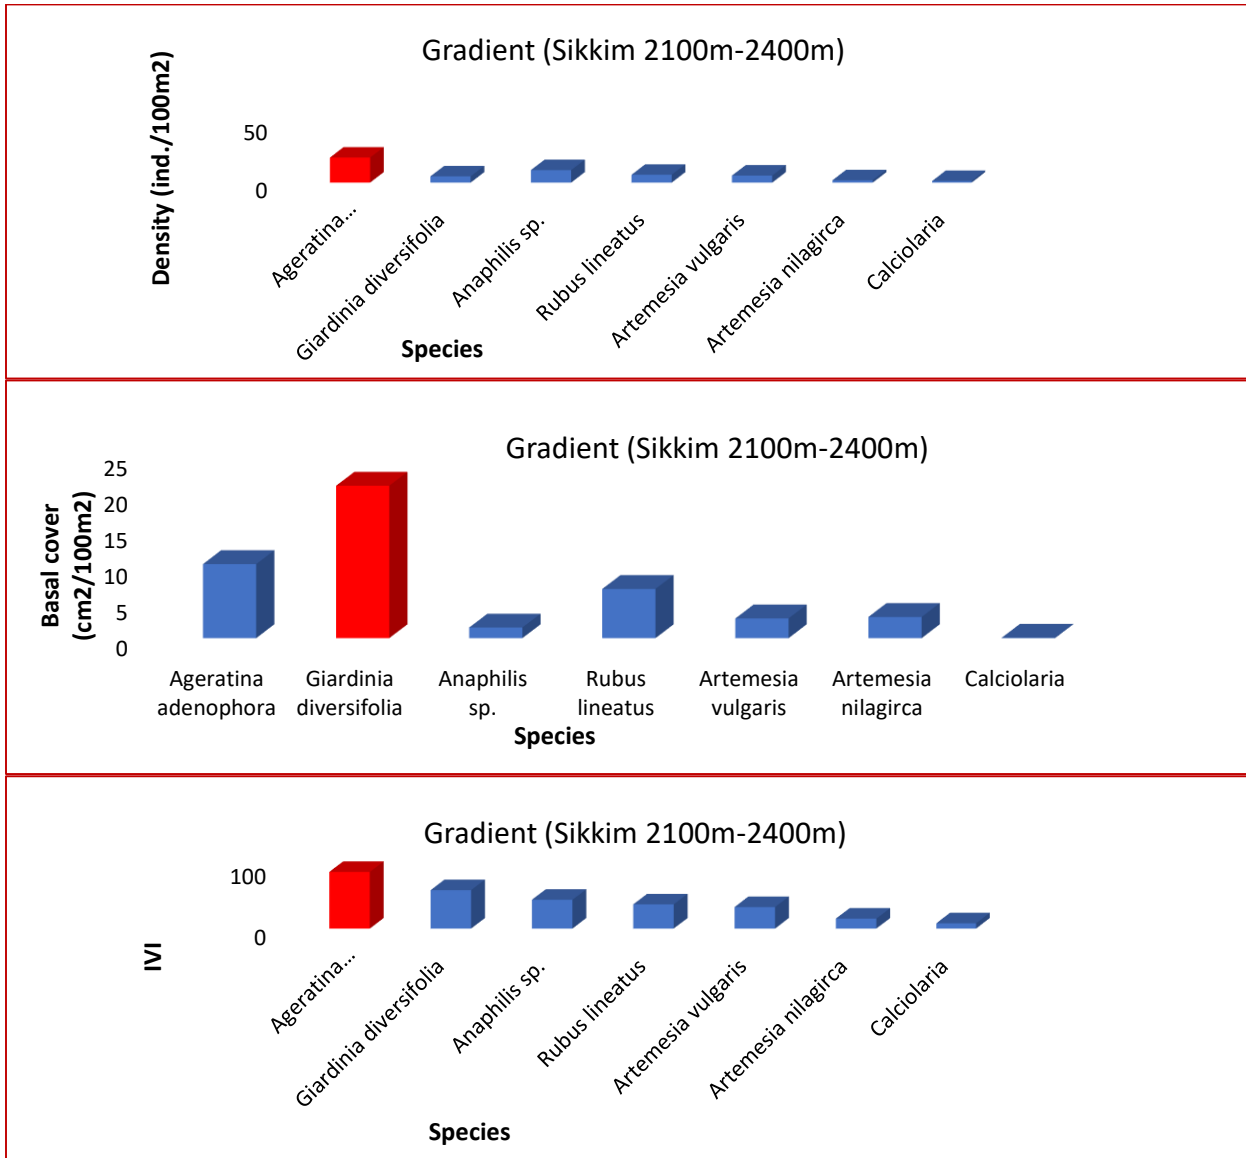 Gradient (Sikkim 2100m-2400m)
Density (ind./100m2)
50
0
Ageratina...
Giardinia diversifolia
Anaphilis sp.
Rubus lineatus
Artemesia vulgaris
Artemesia nilagirca
Calciolaria
Species
Gradient (Sikkim 2100m-2400m)
Basal cover
(cm2/100m2)
25
20
15
10
5
0
Ageratina
adenophora
Giardinia
diversifolia
Anaphilis
sp.
Rubus
lineatus
Artemesia
vulgaris
Artemesia
nilagirca
Calciolaria
Species
Gradient (Sikkim 2100m-2400m)
IVI
100
0
Ageratina...
Giardinia diversifolia
Anaphilis sp.
Rubus lineatus
Artemesia vulgaris
Artemesia nilagirca
Calciolaria
Species